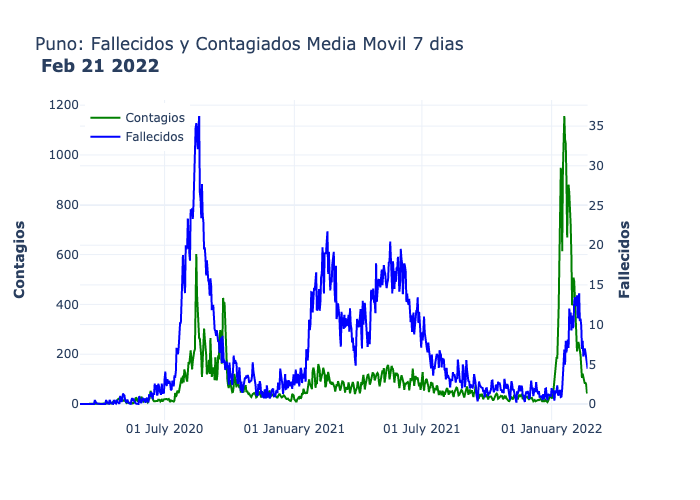 Puno: Fallecidos y Contagiados Media Movil 7 dias
Feb 21 2022
Contagios
Fallecidos
1200
1000
800
600
400
200
0
35
30
25
20
15
10
5
0
Contagios
Fallecidos
01 July 2020
01 January 2021
01 July 2021
01 January 2022